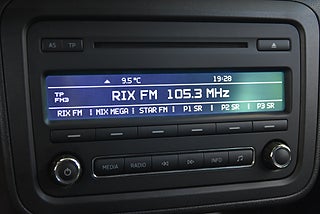 AS TP
9.5 °C 19:28
TP RIX FM 105.3 MHz
FM3
RIX FM | MIX MEGA | STAR FM | P1 SR | P2 SR | P3 SR
MEDIA RADIO INFO